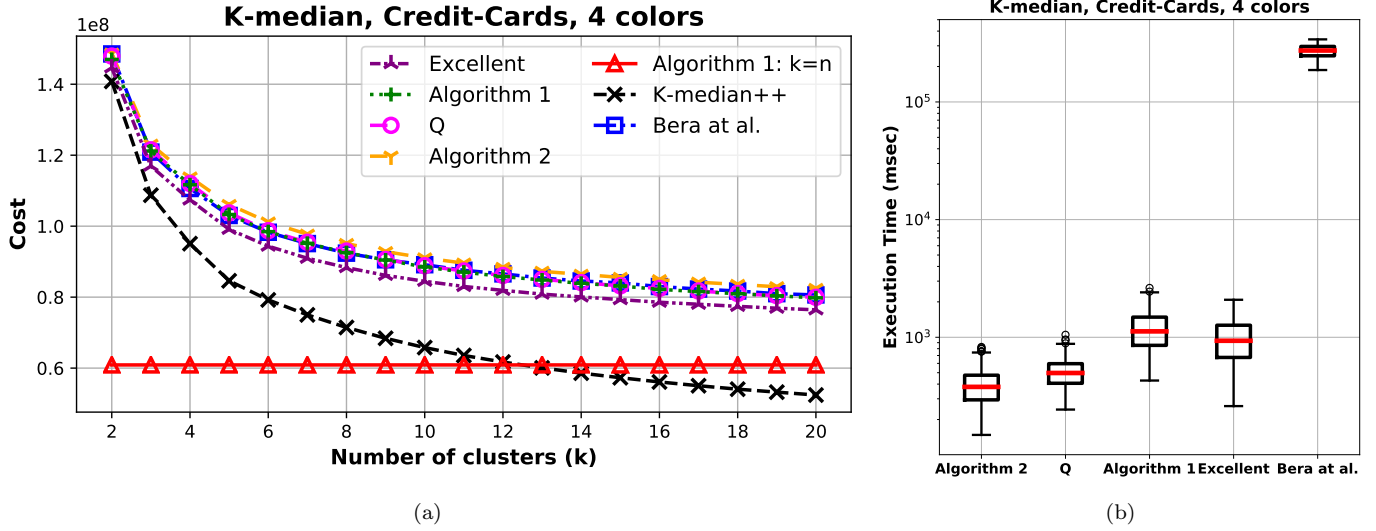 K-median, Credit-Cards, 4 colors
1e8
Cost
1.4
1.2
1.0
0.8
0.6
Excellent
Algorithm 1
Q
Algorithm 2
Algorithm 1: k=n
K-median++
Bera at al.
2 4 6 8 10 12 14 16 18 20
Number of clusters (k)
(a)
K-median, Credit-Cards, 4 colors
Execution Time (msec)
10^5
10^4
10^3
Algorithm 2 Q Algorithm 1 Excellent Bera at al.
(b)